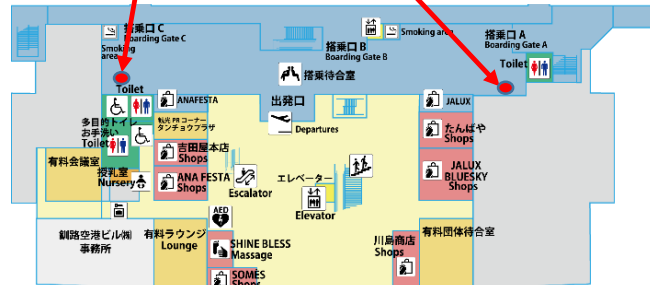 搭乗口 C
Boarding Gate C
Smoking
area
搭乗口 B
Boarding Gate B
Smoking area
搭乗口 A
Boarding Gate A
Toilet
搭乗待合室
Toilet
ANAFESTA
出発口
Departures
JALUX
多目的トイレ
お手洗い
Toilet
観光PRコーナー
タンチョウプラザ
たんばや
Shops
吉田屋本店
Shops
有料会議室
授乳室
Nursery
ANA FESTA
Shops
Escalator
エレベーター
Elevator
JALUX
BLUESKY
Shops
AED
釧路空港ビル㈱
事務所
有料ラウンジ
Lounge
SHINE BLESS
Massage
川島商店
Shops
有料団体待合室
SOMES
Shops